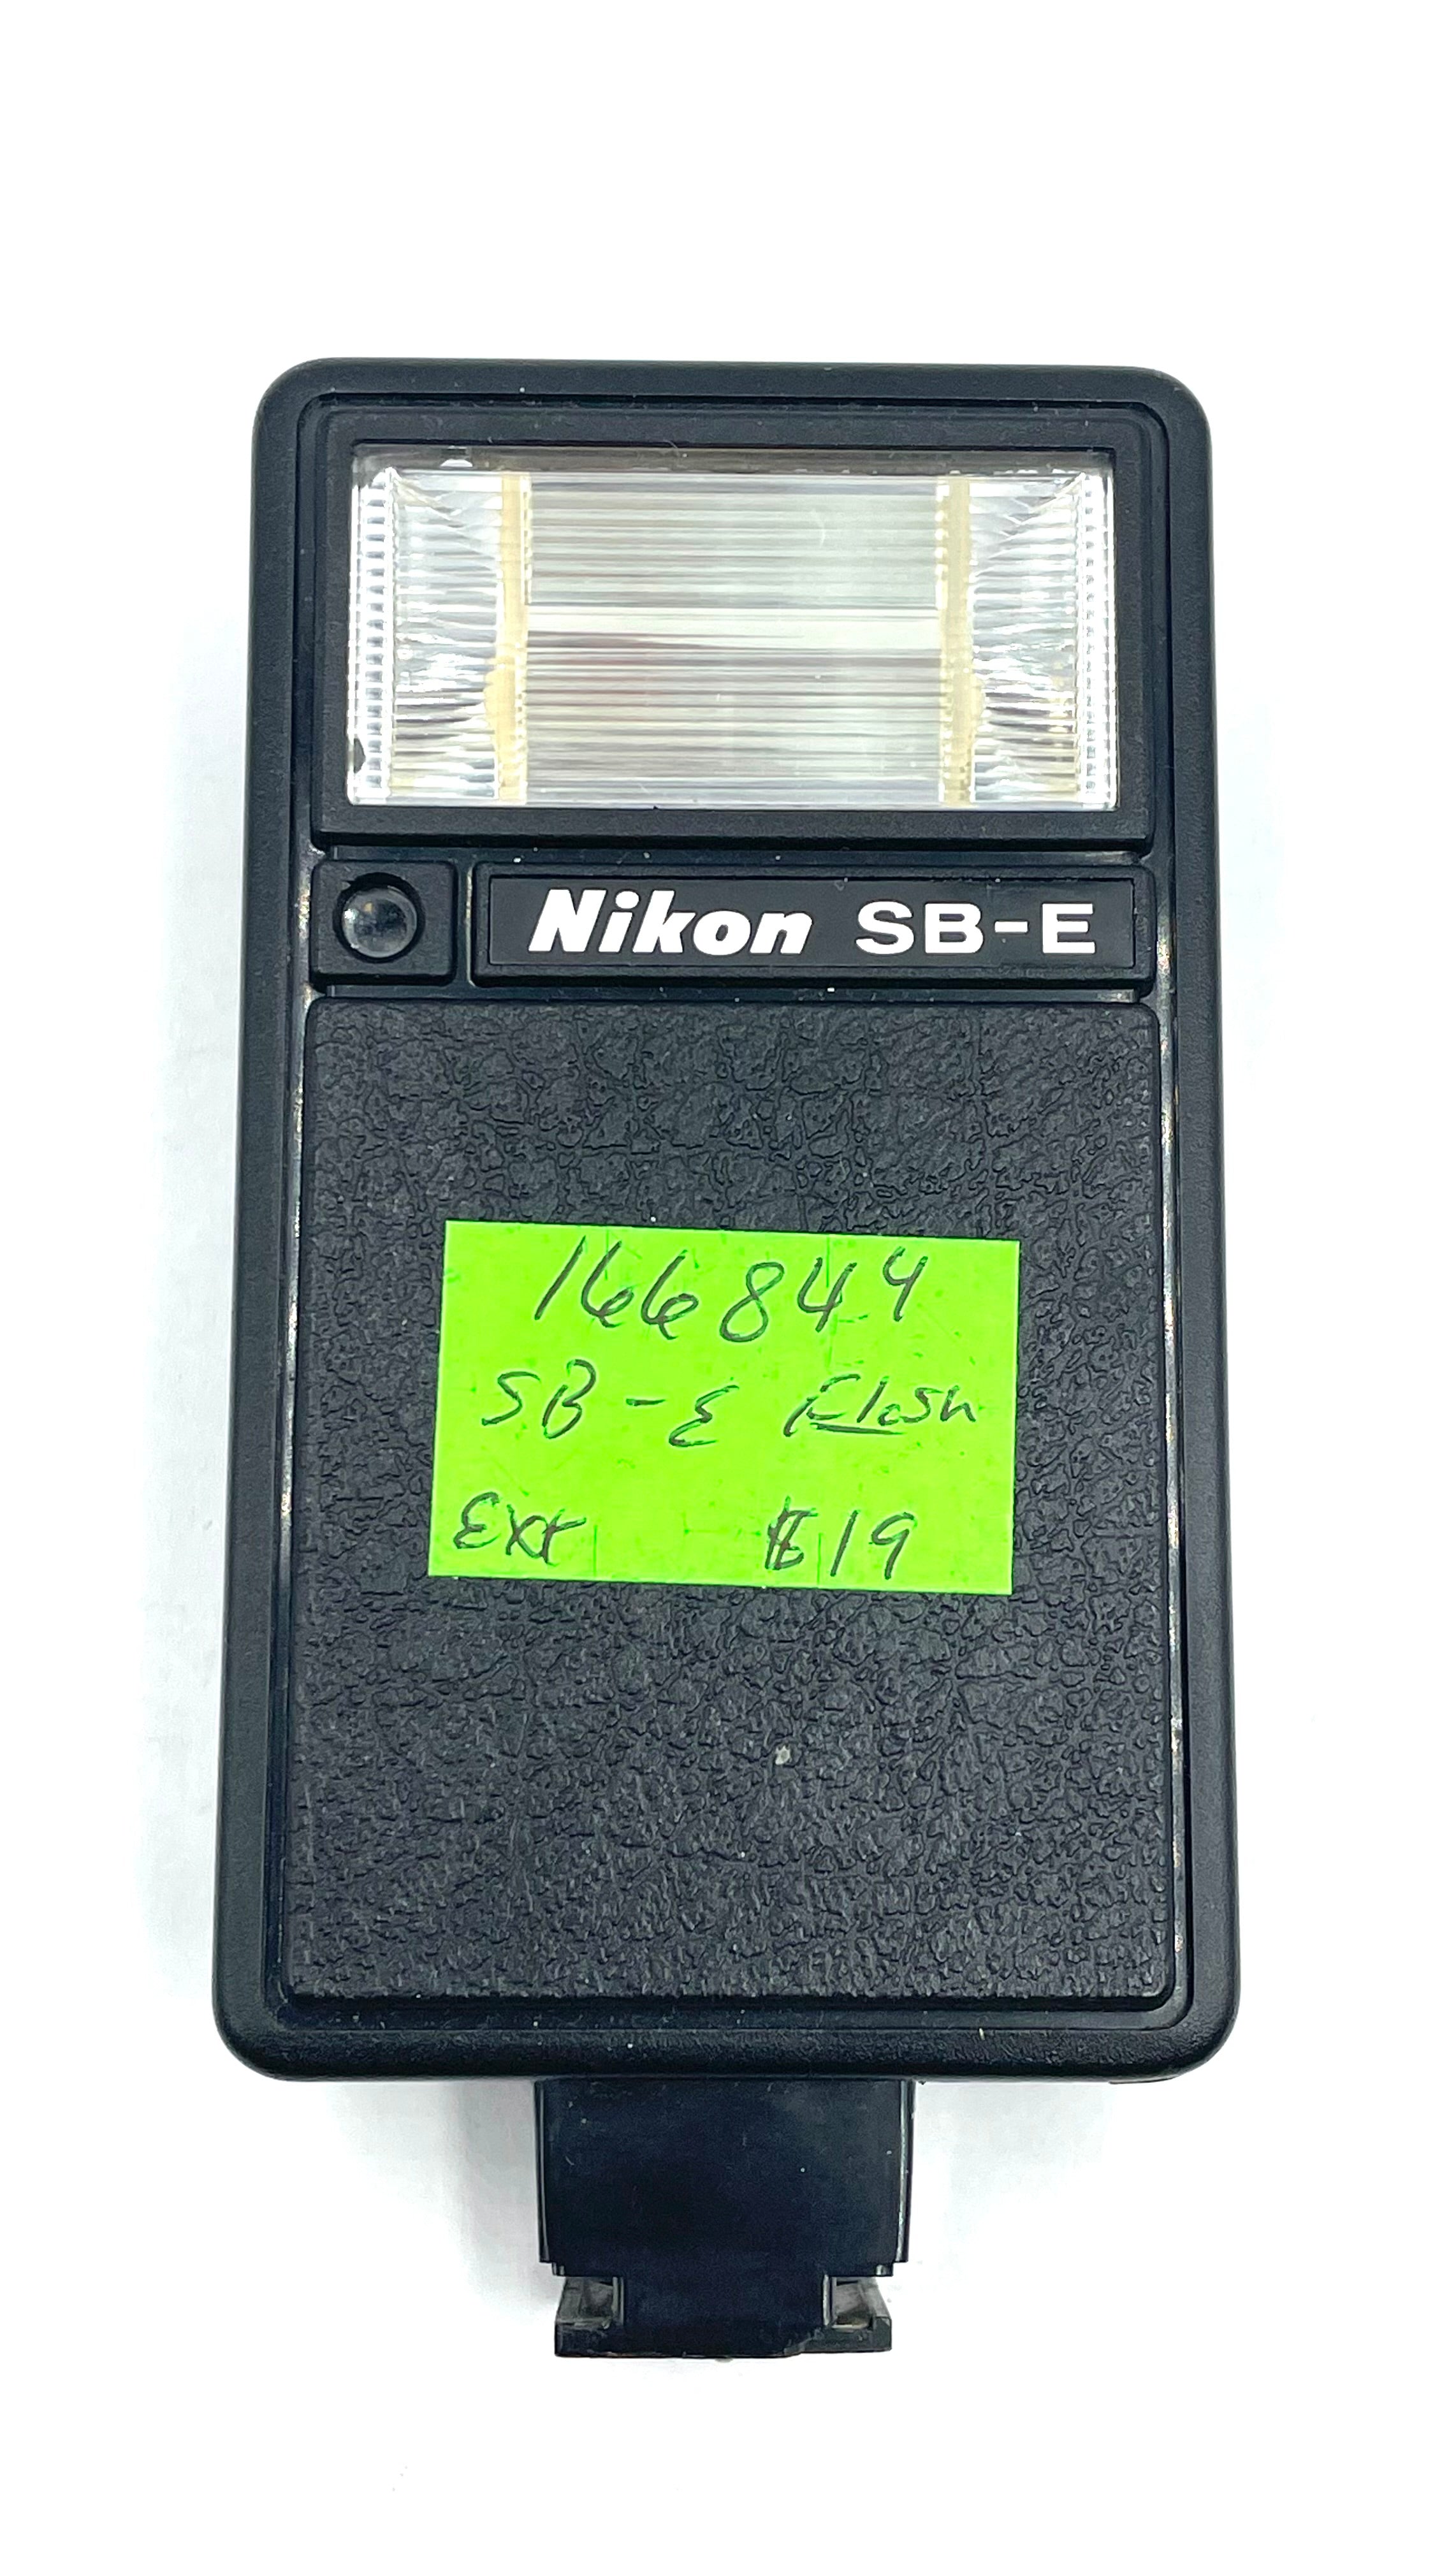 Nikon SB-E
166844
SB-E Flash
Ext £19